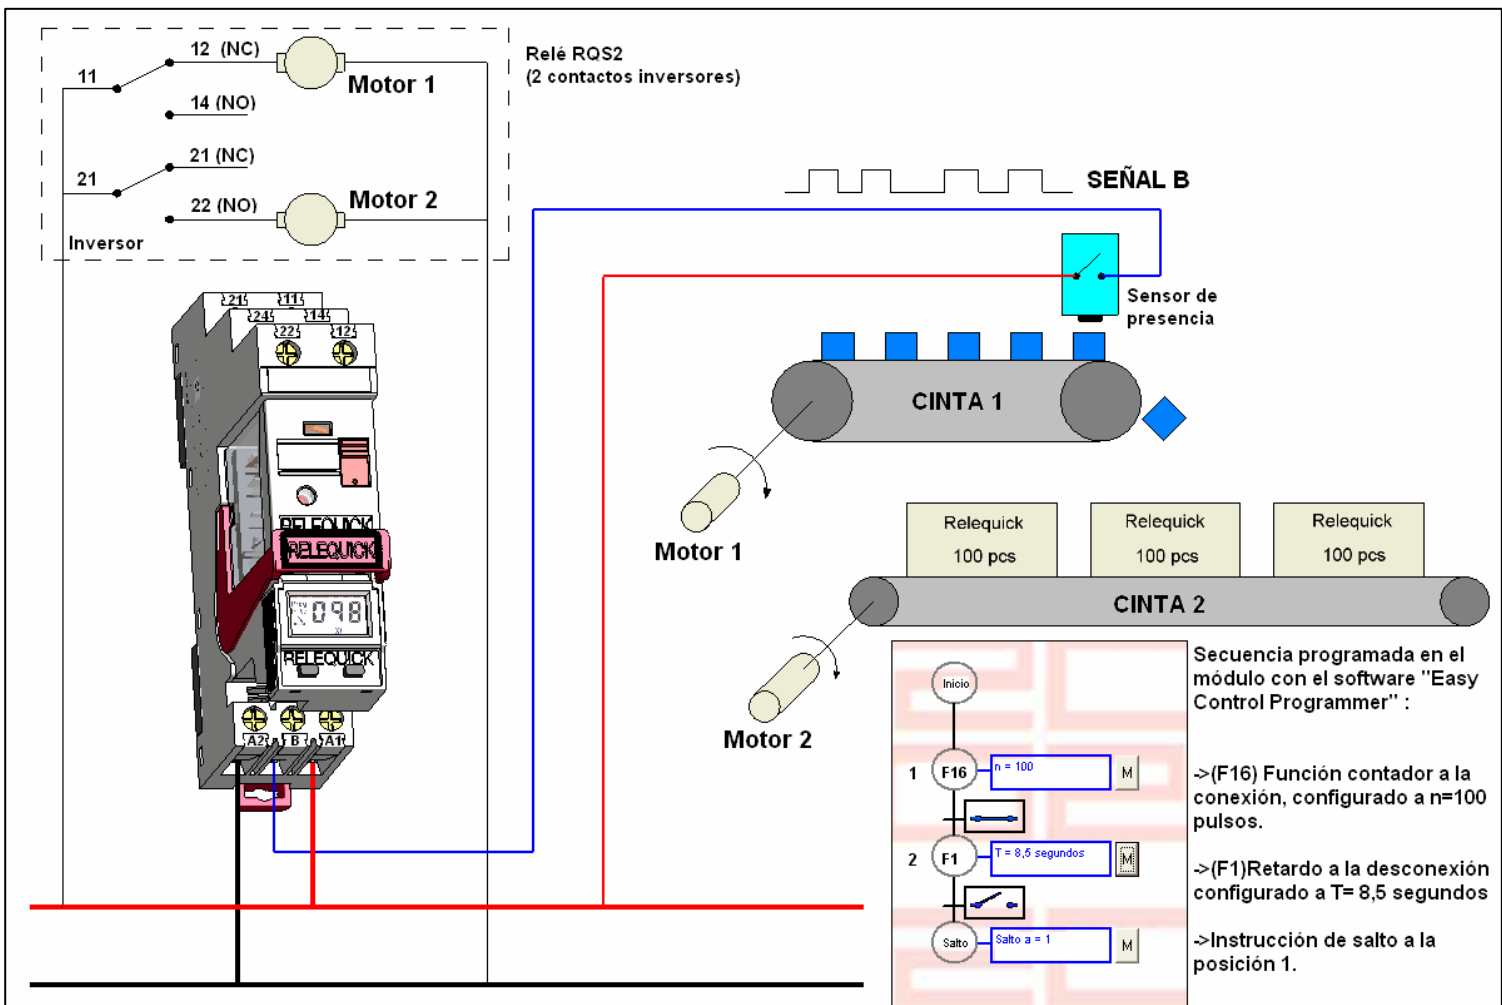 12 (NC)
11
Motor 1
14 (NO)
Relé RQS2
(2 contactos inversores)
21 (NC)
21
Motor 2
22 (NO)
Inversor
SEÑAL B
Sensor de
presencia
21
11
24
14
22
12
CINTA 1
Motor 1
RELEQUICK
RELEQUICK
098
RELEQUICK
A2
B
A1
Relequick
100 pcs
Relequick
100 pcs
Relequick
100 pcs
CINTA 2
Motor 2
Inicio
1
F16
n = 100
M
2
F1
T = 8,5 segundos
M
Salto
Salto a = 1
M
Secuencia programada en el
módulo con el software "Easy
Control Programmer" :
->(F16) Función contador a la
conexión, configurado a n=100
pulsos.
->(F1)Retardo a la desconexión
configurado a T= 8,5 segundos
->Instrucción de salto a la
posición 1.